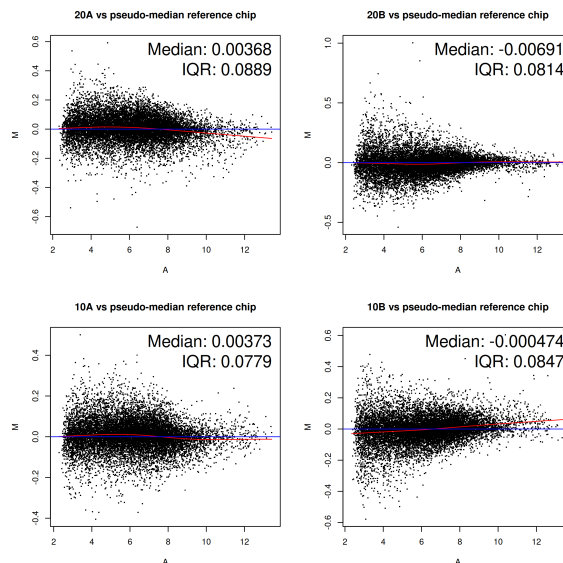 20A vs pseudo-median reference chip
Median: 0.00368
IQR: 0.0889
0.6
0.4
0.2
0.0
-0.2
-0.4
-0.6
M
2 4 6 8 10 12
A
20B vs pseudo-median reference chip
Median: -0.00691
IQR: 0.0814
1.0
0.5
0.0
-0.5
M
2 4 6 8 10 12
A
10A vs pseudo-median reference chip
Median: 0.00373
IQR: 0.0779
0.4
0.2
0.0
-0.2
-0.4
M
2 4 6 8 10 12
A
10B vs pseudo-median reference chip
Median: -0.000474
IQR: 0.0847
0.6
0.4
0.2
0.0
-0.2
-0.4
-0.6
M
2 4 6 8 10 12
A